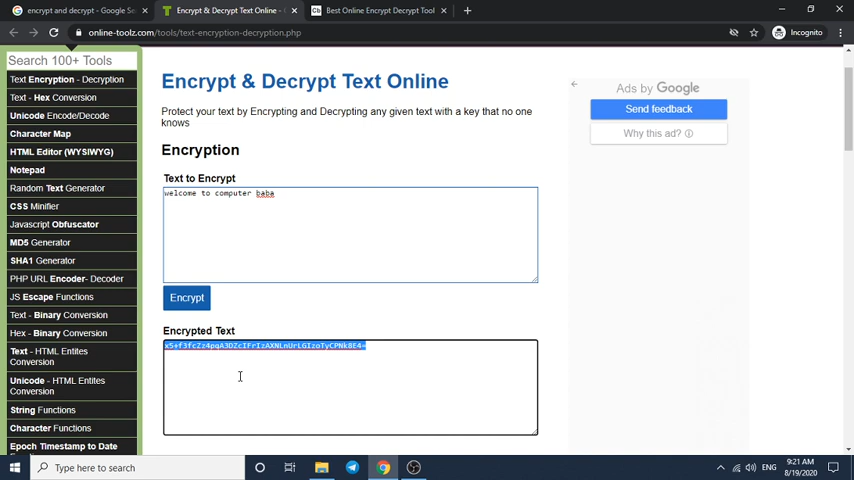 encrypt and decrypt - Google Se
Encrypt & Decrypt Text Online -
Best Online Encrypt Decrypt Tool
online-toolz.com/tools/text-encryption-decryption.php
Incognito
Search 100+ Tools
Text Encryption - Decryption
Text - Hex Conversion
Unicode Encode/Decode
Character Map
HTML Editor (WYSIWYG)
Notepad
Random Text Generator
CSS Minifier
Javascript Obfuscator
MD5 Generator
SHA1 Generator
PHP URL Encoder- Decoder
JS Escape Functions
Text - Binary Conversion
Hex - Binary Conversion
Text - HTML Entites
Conversion
Unicode - HTML Entites
Conversion
String Functions
Character Functions
Epoch Timestamp to Date
Encrypt & Decrypt Text Online
Protect your text by Encrypting and Decrypting any given text with a key that no one
knows
Encryption
Text to Encrypt
welcome to computer baba
Encrypt
Encrypted Text
Ads by Google
Send feedback
Why this ad?
Type here to search
ENG
9:21 AM
8/19/2020